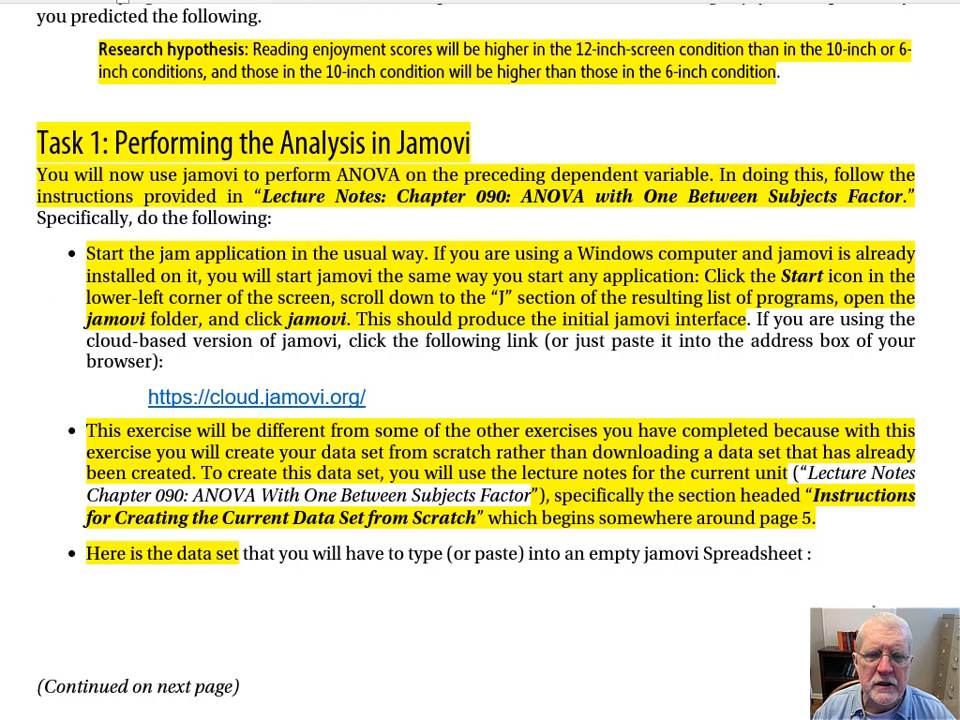 you predicted the following.
Research hypothesis: Reading enjoyment scores will be higher in the 12-inch-screen condition than in the 10-inch or 6-
inch conditions, and those in the 10-inch condition will be higher than those in the 6-inch condition.
Task 1: Performing the Analysis in Jamovi
You will now use jamovi to perform ANOVA on the preceding dependent variable. In doing this, follow the
instructions provided in “Lecture Notes: Chapter 090: ANOVA with One Between Subjects Factor.”
Specifically, do the following:
• Start the jam application in the usual way. If you are using a Windows computer and jamovi is already
installed on it, you will start jamovi the same way you start any application: Click the Start icon in the
lower-left corner of the screen, scroll down to the “J” section of the resulting list of programs, open the
jamovi folder, and click jamovi. This should produce the initial jamovi interface. If you are using the
cloud-based version of jamovi, click the following link (or just paste it into the address box of your
browser):
https://cloud.jamovi.org/
• This exercise will be different from some of the other exercises you have completed because with this
exercise you will create your data set from scratch rather than downloading a data set that has already
been created. To create this data set, you will use the lecture notes for the current unit (“Lecture Notes
Chapter 090: ANOVA With One Between Subjects Factor”), specifically the section headed “Instructions
for Creating the Current Data Set from Scratch” which begins somewhere around page 5.
• Here is the data set that you will have to type (or paste) into an empty jamovi Spreadsheet :
(Continued on next page)